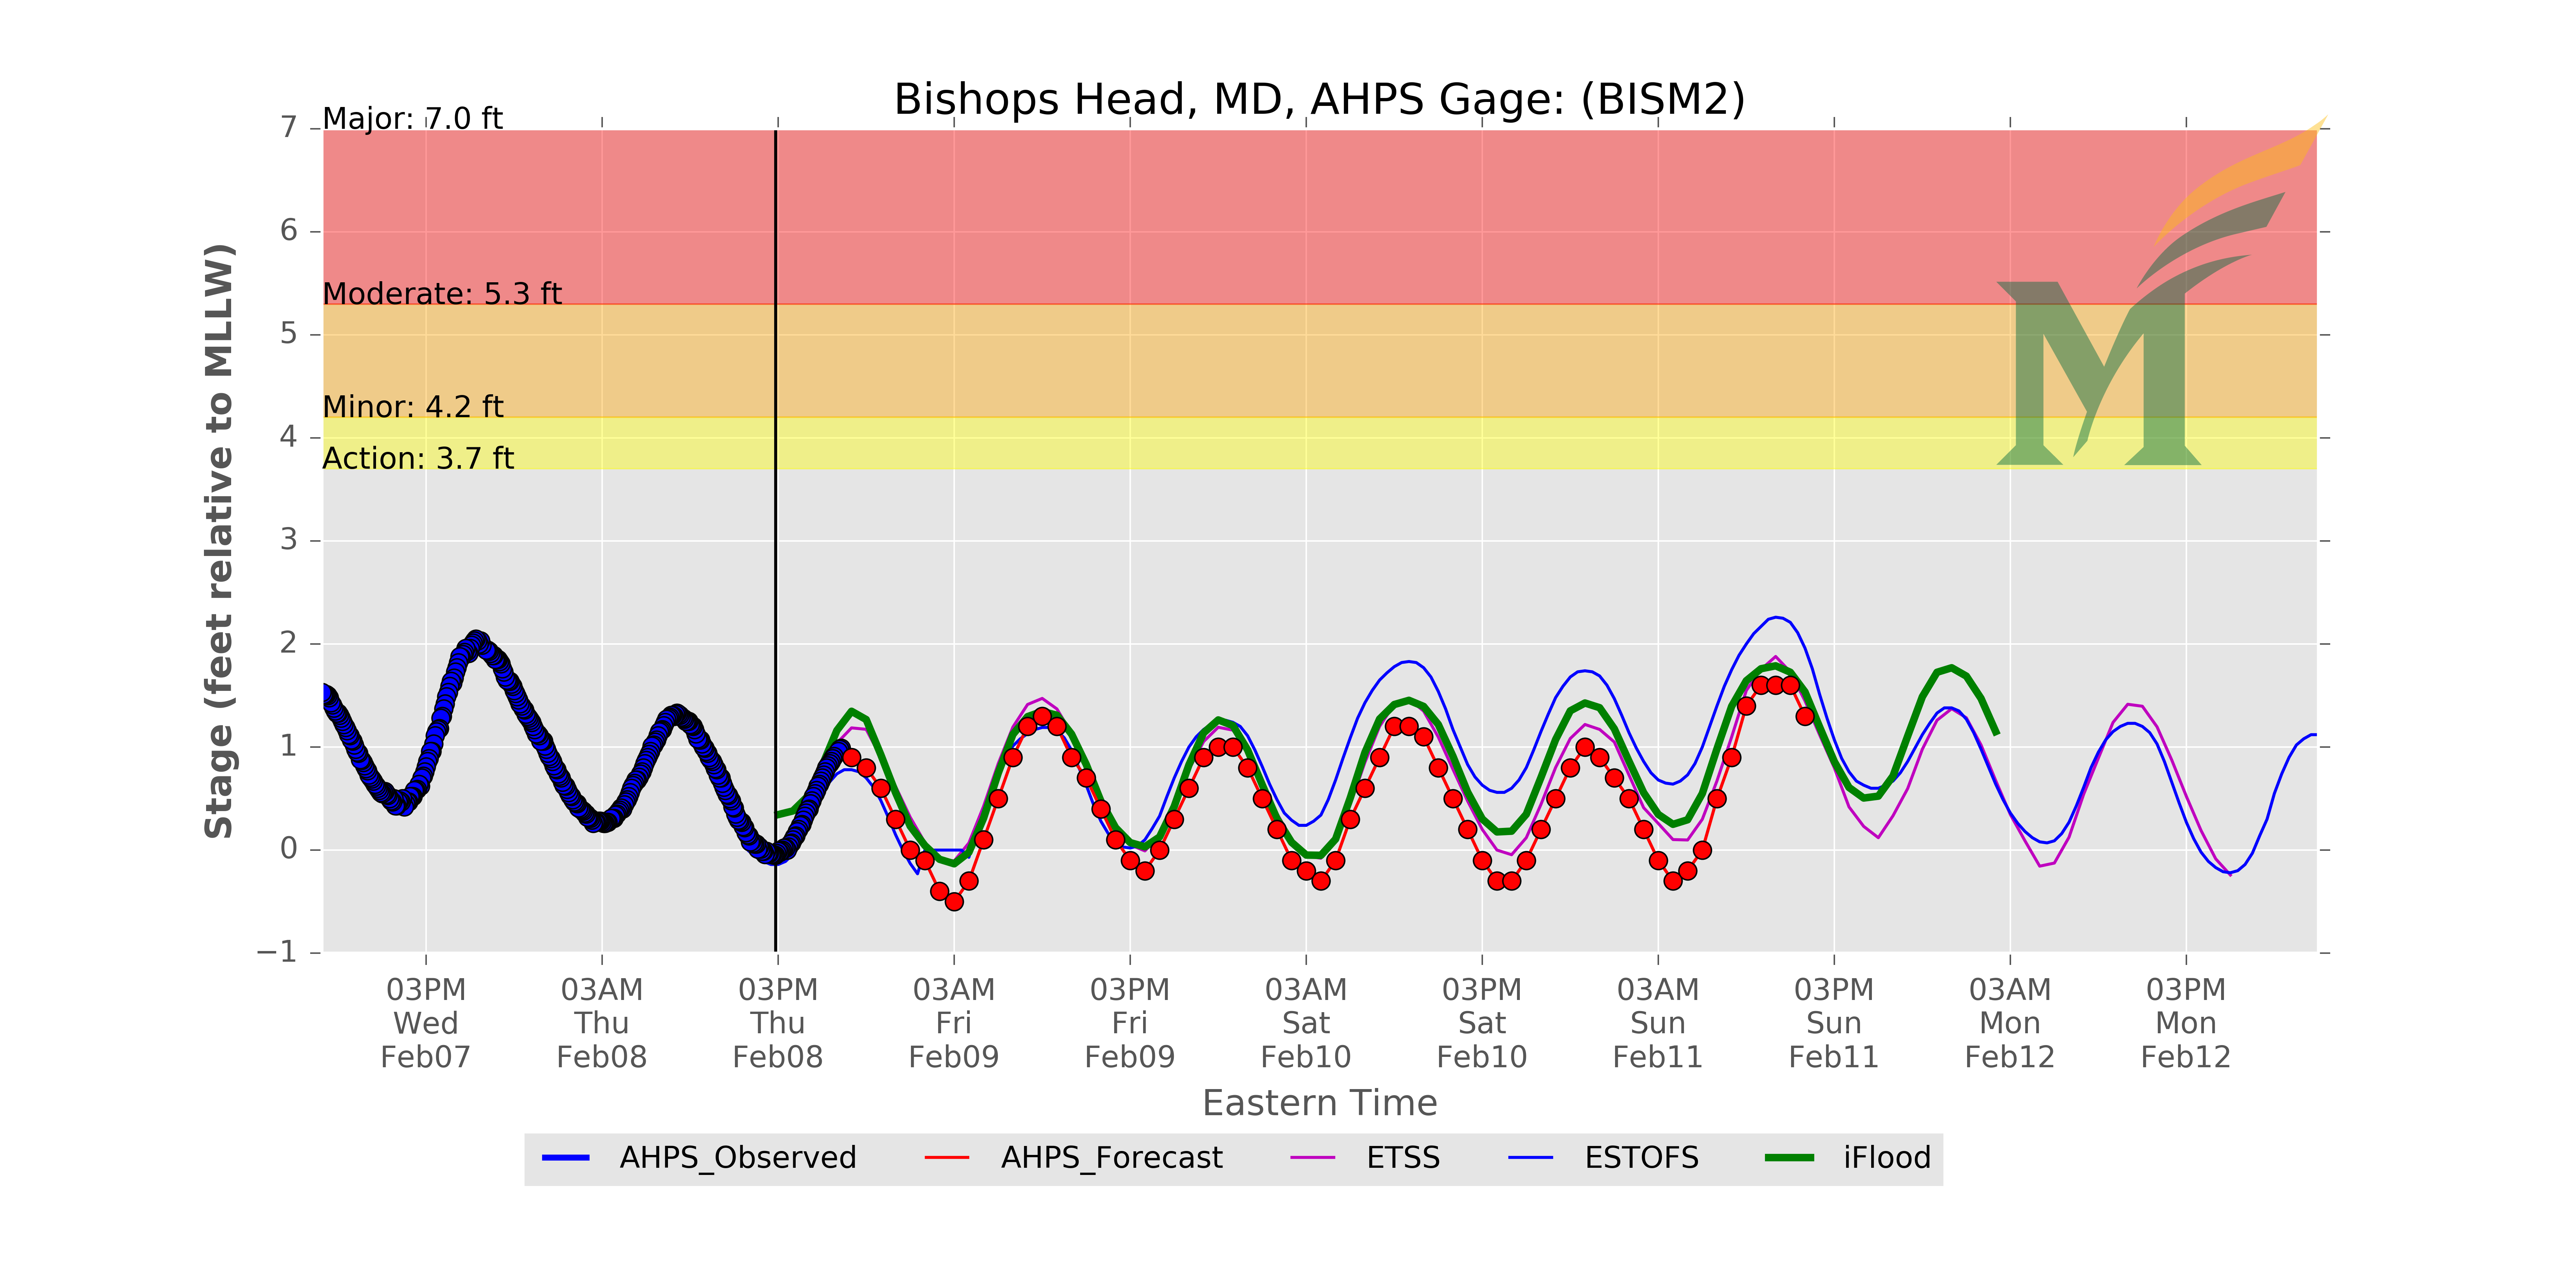 Bishops Head, MD, AHPS Gage: (BISM2)
Major: 7.0 ft
Moderate: 5.3 ft
Minor: 4.2 ft
Action: 3.7 ft
7
6
5
4
3
2
1
0
−1
Stage (feet relative to MLLW)
03PM 03AM 03PM 03AM 03PM 03AM 03PM 03AM 03PM 03AM 03PM
Wed Thu Thu Fri Fri Sat Sat Sun Sun Mon Mon
Feb07 Feb08 Feb08 Feb09 Feb09 Feb10 Feb10 Feb11 Feb11 Feb12 Feb12
Eastern Time
AHPS_Observed AHPS_Forecast ETSS ESTOFS iFlood
M